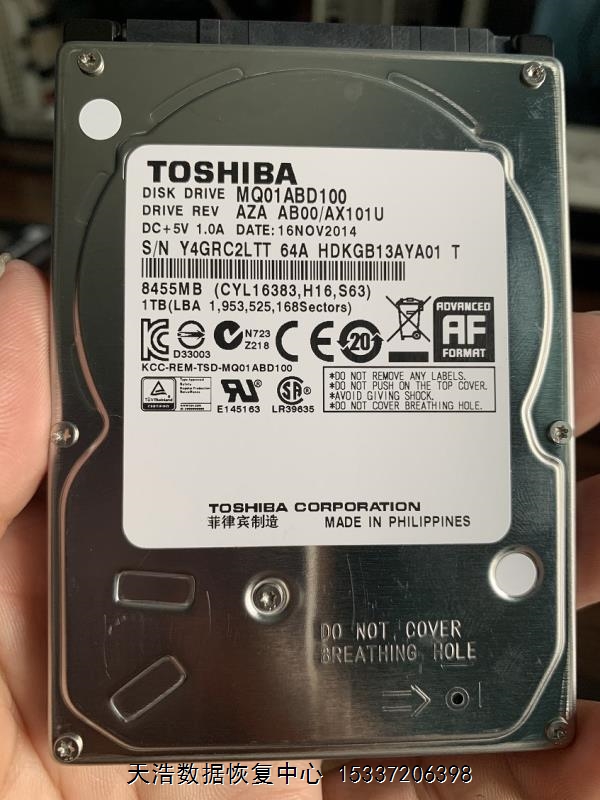 TOSHIBA
DISK DRIVE MQ01ABD100
DRIVE REV AZA AB00/AX101U
DC+5V 1.0A DATE:16NOV2014
S/N Y4GRC2LTT 64A HDKGB13AYA01 T
8455MB (CYL16383,H16,S63)
1TB(LBA 1,953,525,168Sectors)
D33003
N723
Z218
CE
20
ADVANCED
AF
FORMAT
KCC-REM-TSD-MQ01ABD100
E145163
LR39635
*DO NOT REMOVE ANY LABELS.
*DO NOT PUSH ON THE TOP COVER.
*AVOID GIVING SHOCK.
*DO NOT COVER BREATHING HOLE.
TOSHIBA CORPORATION
菲律宾制造 MADE IN PHILIPPINES
DO NOT COVER
BREATHING HOLE
天浩数据恢复中心 15337206398